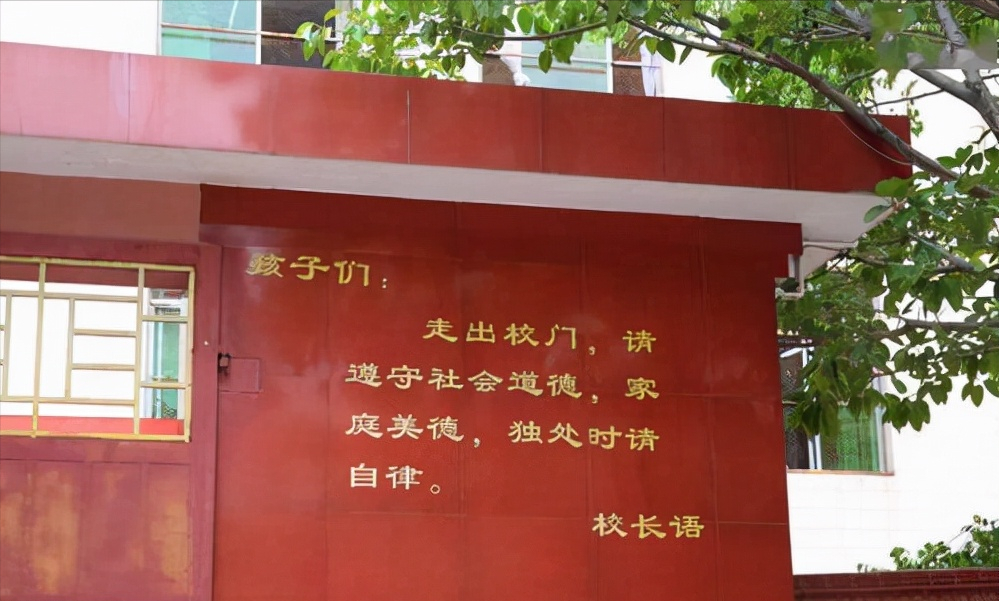 孩子们：
走出校门，请
遵守社会道德，家
庭美德，独处时请
自律。
校长语